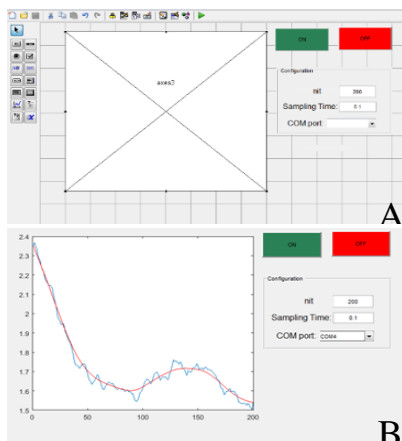 ON OFF
axes2
Configuration
nit 200
Sampling Time: 0.1
COM port:
A
2.4
2.3
2.2
2.1
2
1.9
1.8
1.7
1.6
1.5
0 50 100 150 200
ON OFF
Configuration
nit 200
Sampling Time: 0.1
COM port: COM4
B